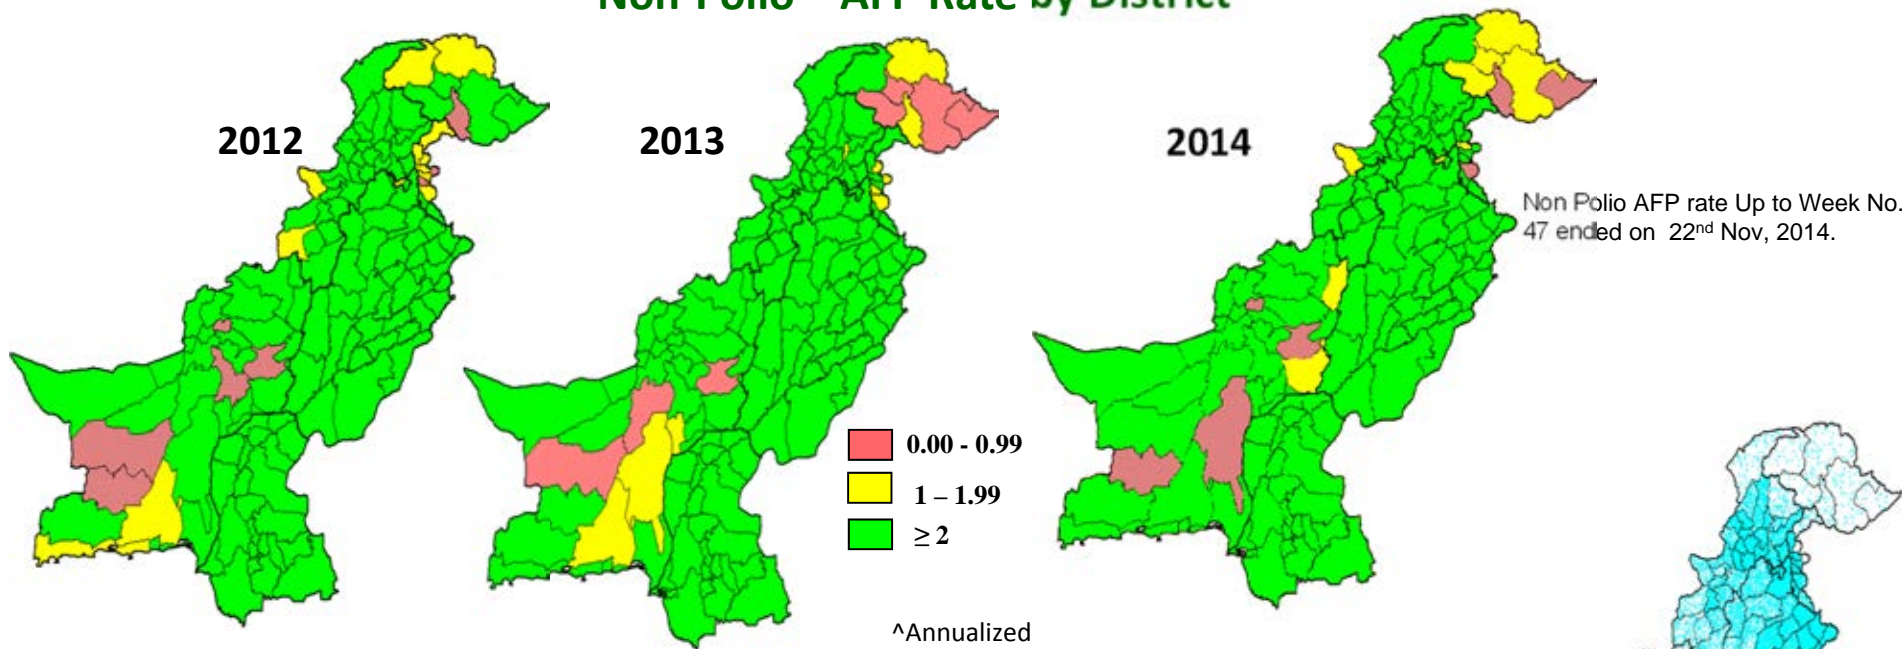 Non-Polio AFP Rate by District
2012
2013
2014
Non Polio AFP rate Up to Week No.
47 ended on 22nd Nov, 2014.
0.00 - 0.99
1 – 1.99
≥ 2
^Annualized